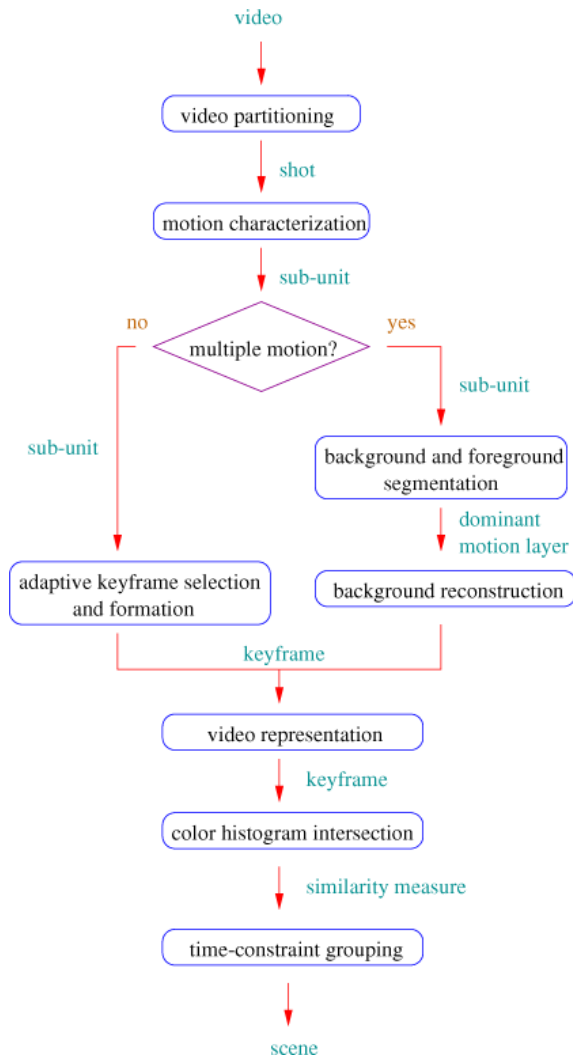 video
video partitioning
shot
motion characterization
sub-unit
no
yes
multiple motion?
sub-unit
sub-unit
background and foreground
segmentation
dominant
motion layer
adaptive keyframe selection
and formation
background reconstruction
keyframe
video representation
keyframe
color histogram intersection
similarity measure
time-constraint grouping
scene